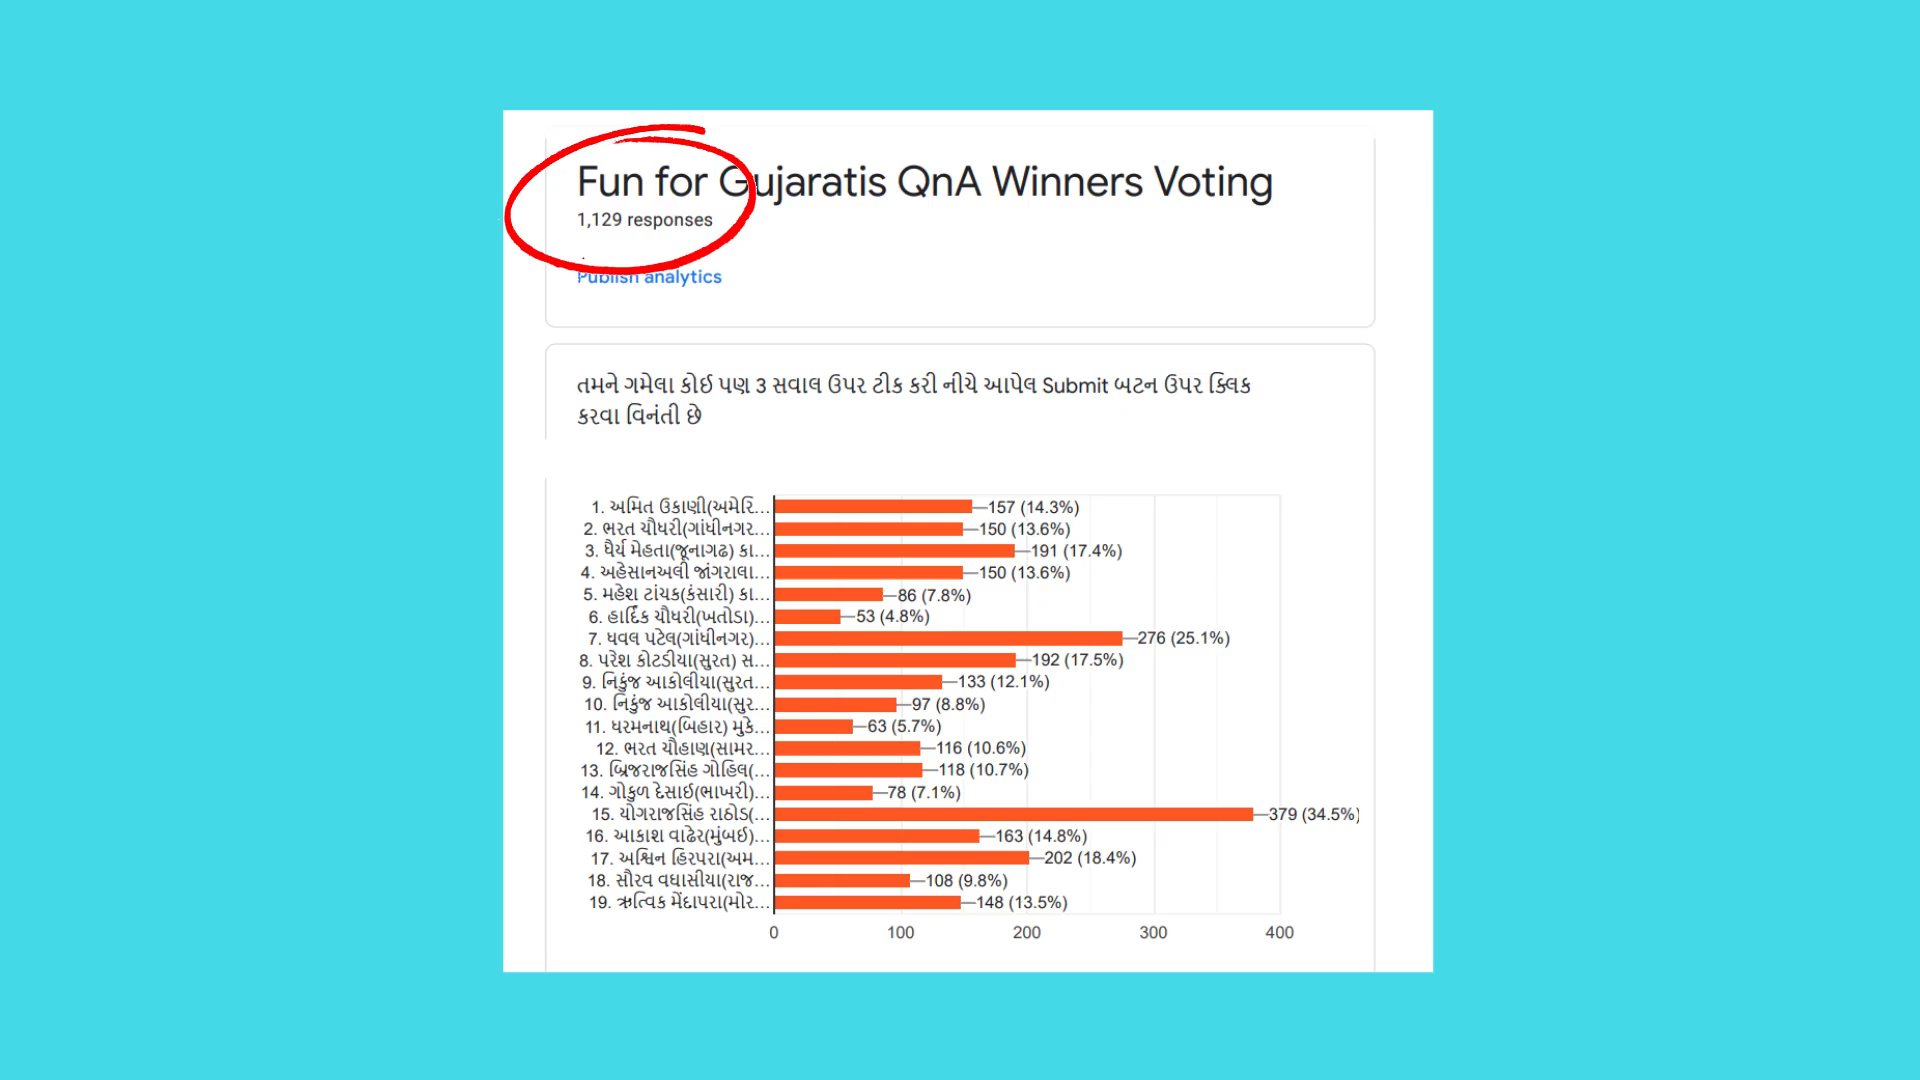 Fun for Gujaratis QnA Winners Voting
1,129 responses
Publish analytics
તમને ગમેલા કોઈ પણ 3 સવાલ ઉપર ટીક કરી નીચે આપેલ Submit બટન ઉપર ક્લિક
કરવા વિનંતી છે
1. અમિત ઉકાણી(અમેરિ... 157 (14.3%)
2. ભરત ચૌધરી(ગાંધીનગર... 150 (13.6%)
3. ધૈર્ય મેહતા(જૂનાગઢ) કા... 191 (17.4%)
4. અહેસાનઅલી જાંગરાલા... 150 (13.6%)
5. મહેશ ટાંચક(કંસારી) કા... 86 (7.8%)
6. હાર્દિક ચૌધરી(ખતોડા)... 53 (4.8%)
7. ધવલ પટેલ(ગાંધીનગર)... 276 (25.1%)
8. પરેશ કોટડીયા(સુરત) સ... 192 (17.5%)
9. નિકુંજ આકોલીયા(સુરત... 133 (12.1%)
10. નિકુંજ આકોલીયા(સુર... 97 (8.8%)
11. ધરમનાથ(બિહાર) મુકે... 63 (5.7%)
12. ભરત ચૌહાણ(સામર... 116 (10.6%)
13. બ્રિજરાજસિંહ ગોહિલ(... 118 (10.7%)
14. ગોકુળ દેસાઈ(ભાખરી)... 78 (7.1%)
15. યોગરાજસિંહ રાઠોડ(... 379 (34.5%)
16. આકાશ વાઢેર(મુંબઈ)... 163 (14.8%)
17. અશ્વિન હિરપરા(અમ... 202 (18.4%)
18. સૌરવ વઘાસીયા(રાજ... 108 (9.8%)
19. ઋત્વિક મેંદાપરા(મોર... 148 (13.5%)
0 100 200 300 400